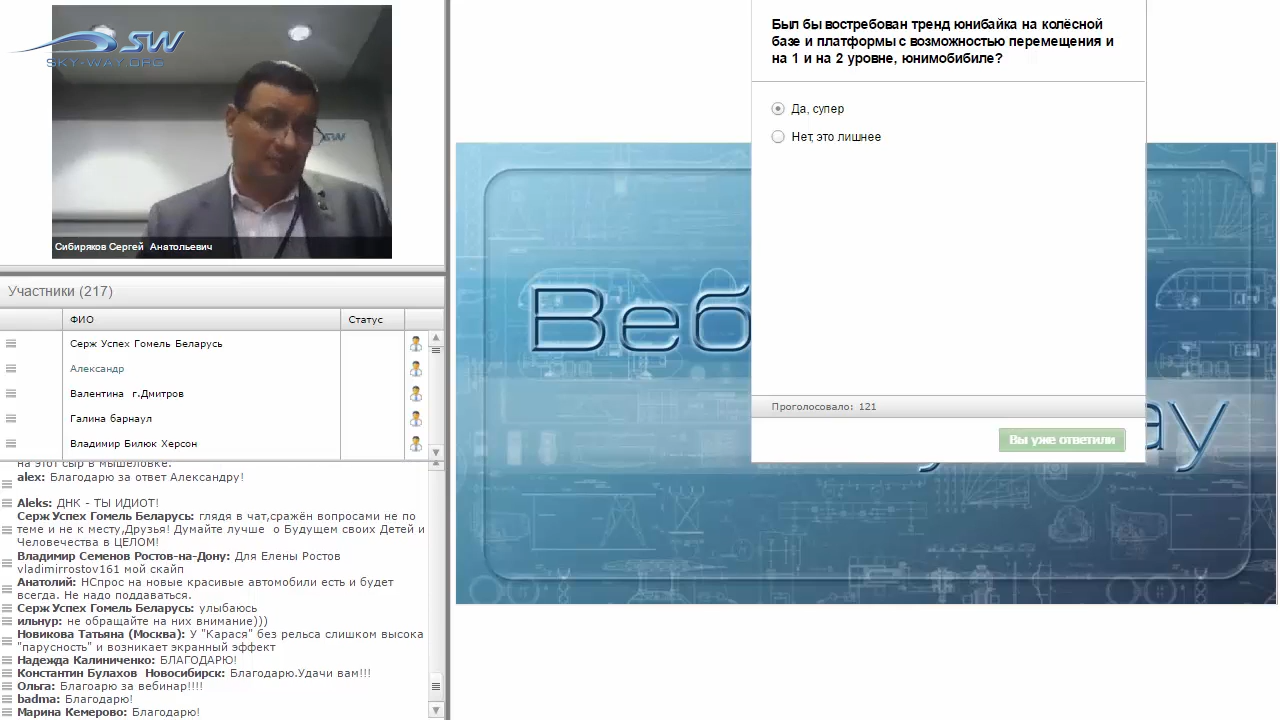 SW
SKY-WAY.ORG
SW
Сибиряков Сергей  Анатольевич
Участники (217)
ФИО
Статус
Серж Успех Гомель Беларусь
Александр
Валентина  г.Дмитров
Галина барнаул
Владимир Билюк Херсон
на этот сыр в мышеловке.
alex: Благодарю за ответ Александру!
Aleks: ДНК - ТЫ ИДИОТ!
Серж Успех Гомель Беларусь: глядя в чат,сражён вопросами не по
теме и не к месту,Друзья! Думайте лучше  о Будущем своих Детей и
Человечества в ЦЕЛОМ!
Владимир Семенов Ростов-на-Дону: Для Елены Ростов
vladimirrostov161 мой скайп
Анатолий: НСпрос на новые красивые автомобили есть и будет
всегда. Не надо поддаваться.
Серж Успех Гомель Беларусь: улыбаюсь
ильнур: не обращайте на них внимание)))
Новикова Татьяна (Москва): У "Карася" без рельса слишком высока
"парусность" и возникает экранный эффект
Надежда Калиниченко: БЛАГОДАРЮ!
Константин Булахов  Новосибирск: Благодарю.Удачи вам!!!
Ольга: Благоарю за вебинар!!!!
badma: Благодарю!
Марина Кемерово: Благодарю!
Был бы востребован тренд юнибайка на колёсной
базе и платформы с возможностью перемещения и
на 1 и на 2 уровне, юнимобибиле?
Да, супер
Нет, это лишнее
Проголосовало: 121
Вы уже ответили
Веб
ay